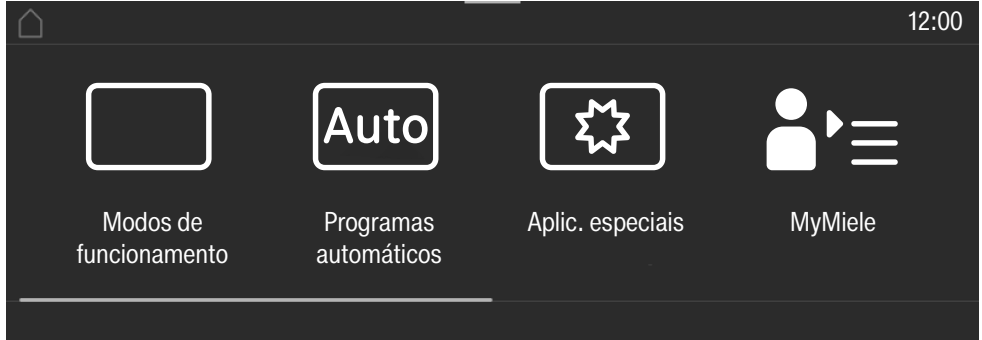 12:00
Auto
Modos de
funcionamento
Programas
automáticos
Aplic. especiais
MyMiele